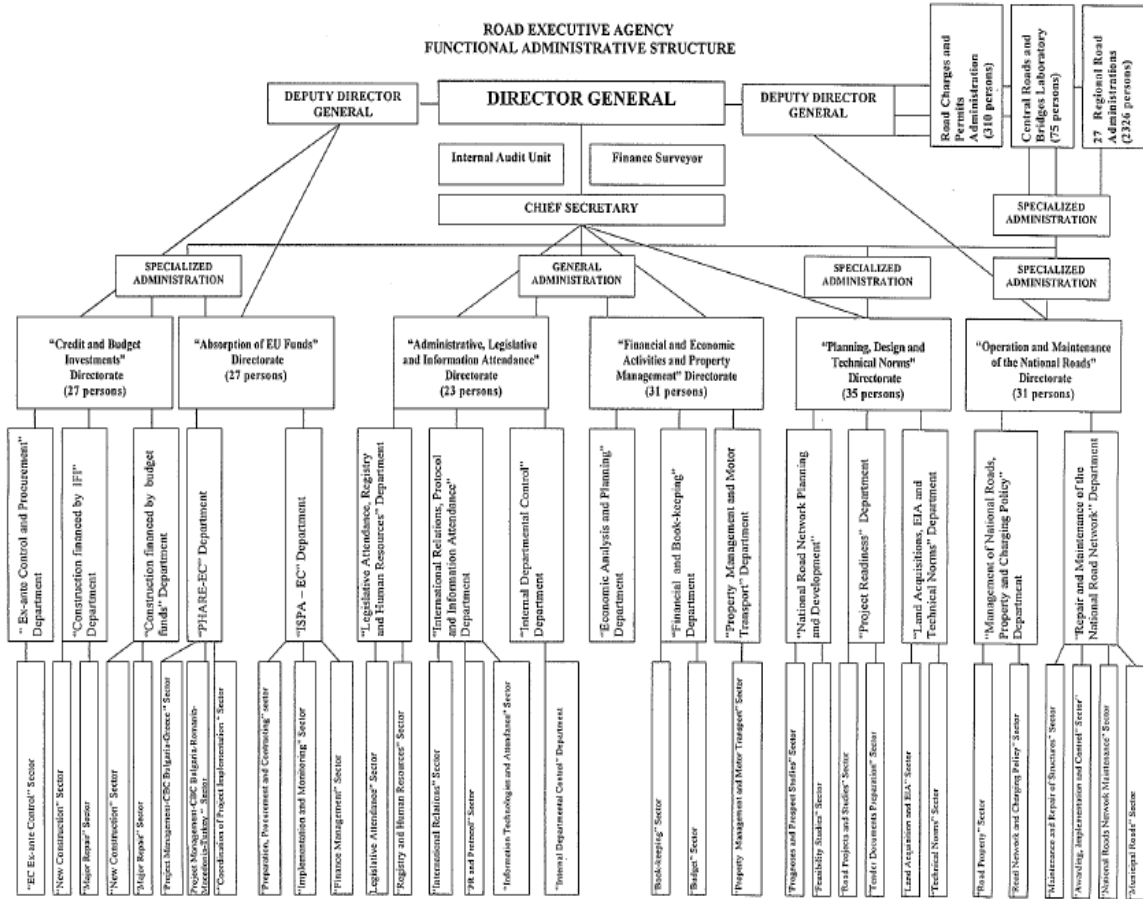 ROAD EXECUTIVE AGENCY
FUNCTIONAL ADMINISTRATIVE STRUCTURE
DEPUTY DIRECTOR
GENERAL
DIRECTOR GENERAL
DEPUTY DIRECTOR
GENERAL
Road Charges and
Permits
Administration
(310 persons)
Central Roads and
Bridges Laboratory
(75 persons)
27 Regional Road
Administrations
(2326 persons)
Internal Audit Unit
Finance Surveyor
CHIEF SECRETARY
SPECIALIZED
ADMINISTRATION
SPECIALIZED
ADMINISTRATION
GENERAL
ADMINISTRATION
SPECIALIZED
ADMINISTRATION
SPECIALIZED
ADMINISTRATION
"Credit and Budget
Investments"
Directorate
(27 persons)
"Absorption of EU Funds"
Directorate
(27 persons)
"Administrative, Legislative
and Information Attendance"
Directorate
(23 persons)
"Financial and Economic
Activities and Property
Management" Directorate
(31 persons)
"Planning, Design and
Technical Norms"
Directorate
(35 persons)
"Operation and Maintenance
of the National Roads"
Directorate
(31 persons)
" Ex-ante Control and Procurement"
Department
"Construction financed by IFI"
Department
"Construction financed by budget
funds" Department
"PHARE-EC" Department
"ISPA – EC" Department
"Legislative Attendance, Registry
and Human Resources" Department
"International Relations, Protocol
and Information Attendance"
Department
"Internal Departmental Control"
Department
"Economic Analysis and Planning"
Department
"Financial and Book-keeping"
Department
"Property Management and Motor
Transport" Department
"National Road Network Planning
and Development"
"Project Readiness" Department
"Land Acquisitions, EIA and
Technical Norms" Department
"Management of National Roads,
Property and Charging Policy"
Department
"Repair and Maintenance of the
National Road Network" Department
"EC Ex-ante Control" Sector
"New Construction" Sector
"Major Repair" Sector
"New Construction" Sector
"Major Repair" Sector
"Project Management-CBC Bulgaria-Greece " Sector
Project Management-CBC Bulgaria-Romania-
Macedonia-Turkey " Sector
"Coordination of Project Implementation " Sector
"Preparation, Procurement and Contracting" sector
"Implementation and Monitoring" Sector
"Finance Management" Sector
Legislative Attendance" Sector
"Registry and Human Resources" Sector
"International Relations" Sector
"PR and Protocol" Sector
"Information Technologies and Attendance" Sector
"Internal Departmental Control" Department
"Bookkeeping" Sector
"Budget" Sector
"Property Management and Motor Transport" Sector
"Prognoses and Prospect Studies" Sector
"Feasibility Studies" Sector
"Road Projects and Studies" Sector
"Tender Documents Preparation" Sector
"Land Acquisition and EIA" Sector
"Technical Norms" Sector
"Road Property" Sector
"Road Network and Charging Policy" Sector
"Maintenance and Repair of Structures" Sector
"Awarding, Implementation and Control" Sector
"National Roads Network Maintenance" Sector
"Municipal Roads" Sector